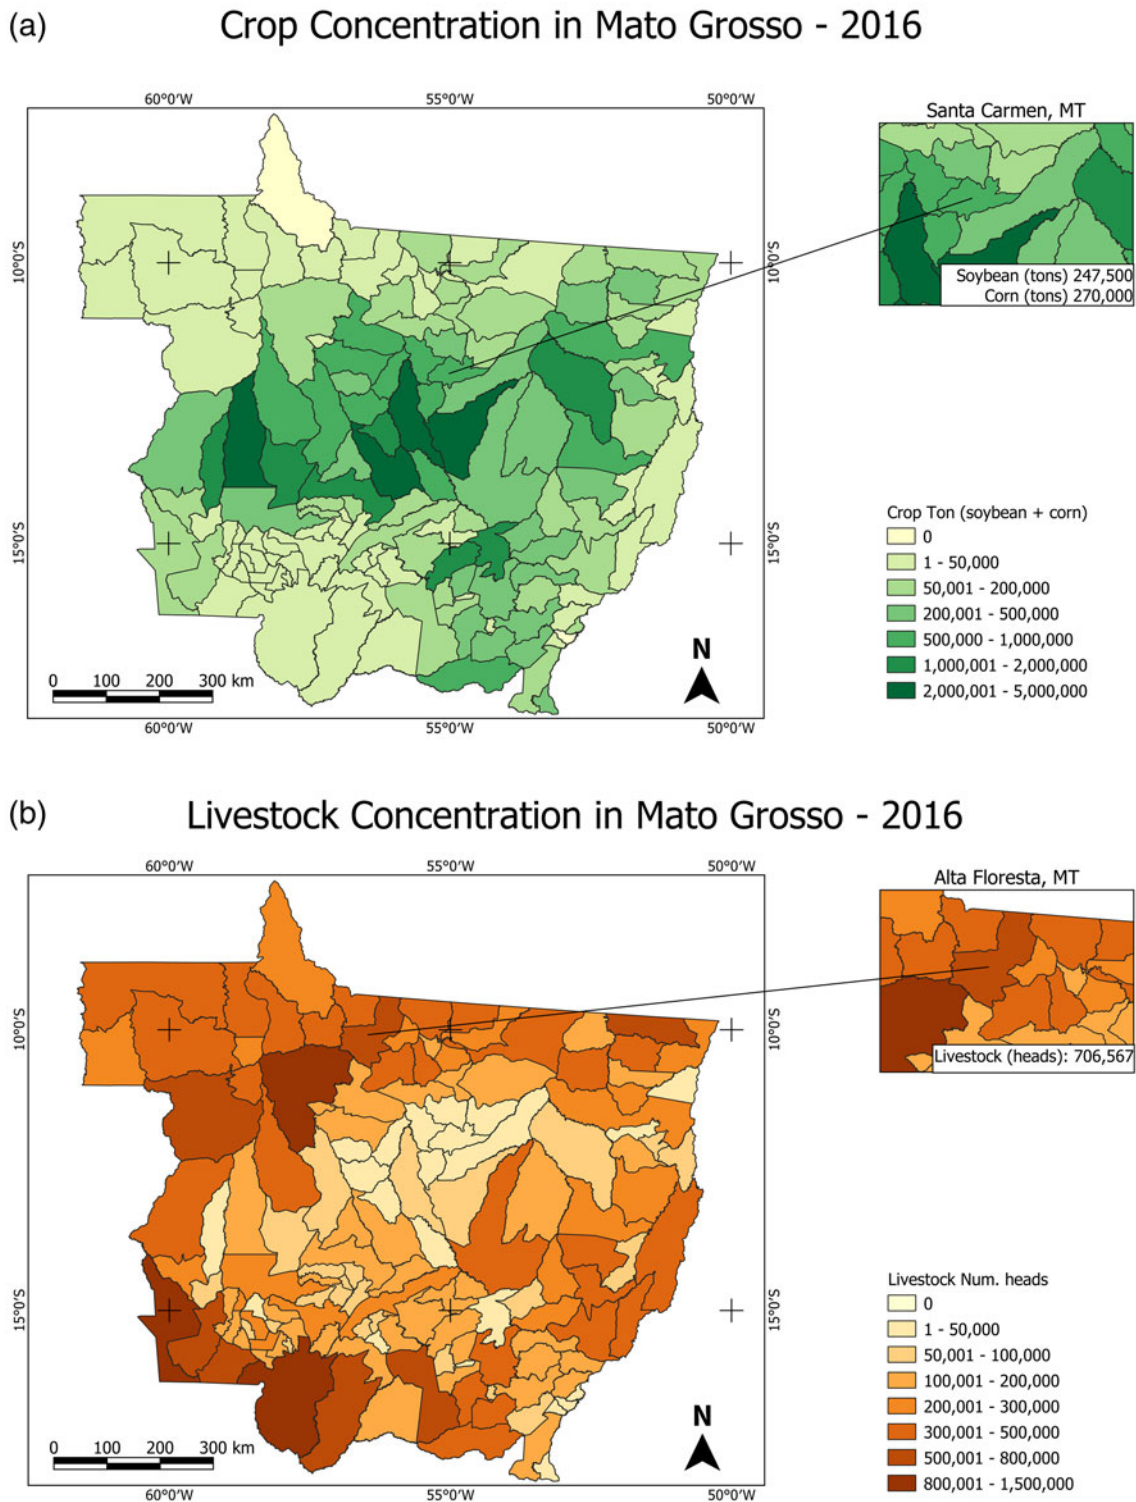 (a) Crop Concentration in Mato Grosso - 2016
60°0'W 55°0'W 50°0'W
Santa Carmen, MT
10°0'S 10°0'S
Soybean (tons) 247,500
Corn (tons) 270,000
15°0'S 15°0'S
Crop Ton (soybean + corn)
0
1 - 50,000
50,001 - 200,000
200,001 - 500,000
500,000 - 1,000,000
1,000,001 - 2,000,000
2,000,001 - 5,000,000
N
0 100 200 300 km
60°0'W 55°0'W 50°0'W
(b) Livestock Concentration in Mato Grosso - 2016
60°0'W 55°0'W 50°0'W
Alta Floresta, MT
10°0'S 10°0'S
Livestock (heads): 706,567
15°0'S 15°0'S
Livestock Num. heads
0
1 - 50,000
50,001 - 100,000
100,001 - 200,000
200,001 - 300,000
300,001 - 500,000
500,001 - 800,000
800,001 - 1,500,000
N
0 100 200 300 km
60°0'W 55°0'W 50°0'W